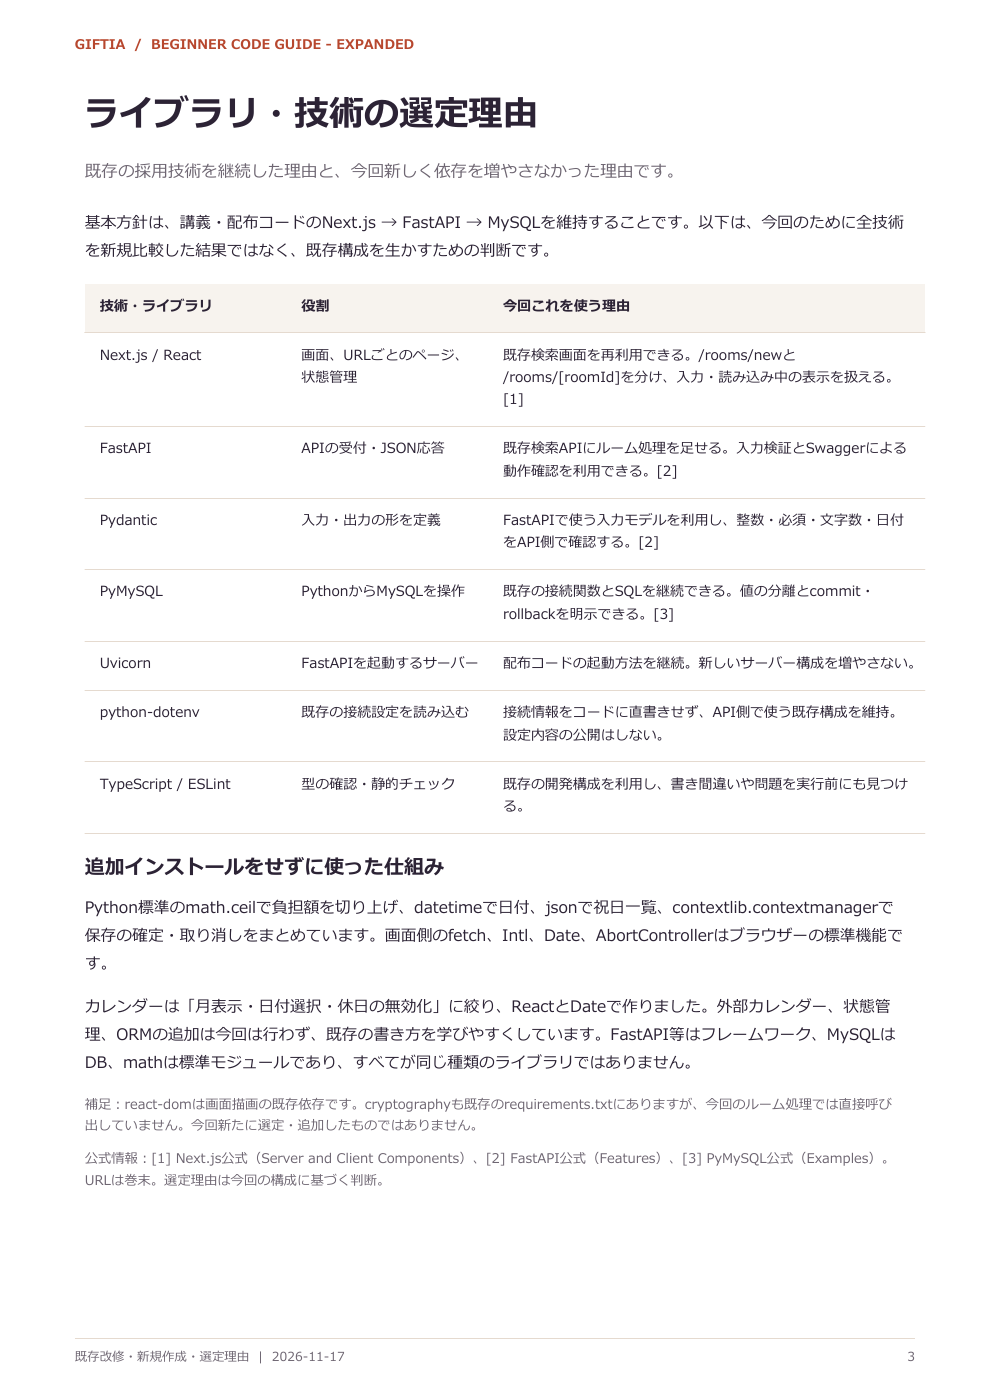 GIFTIA / BEGINNER CODE GUIDE - EXPANDED
ライブラリ・技術の選定理由
既存の採用技術を継続した理由と、今回新しく依存を増やさなかった理由です。
基本方針は、講義・配布コードのNext.js → FastAPI → MySQLを維持することです。以下は、今回のために全技術
を新規比較した結果ではなく、既存構成を生かすための判断です。
技術・ライブラリ 役割 今回これを使う理由
Next.js / React 画面、URLごとのページ、 既存検索画面を再利用できる。/rooms/newと
状態管理 /rooms/[roomId]を分け、入力・読み込み中の表示を扱える。
[1]
FastAPI APIの受付・JSON応答 既存検索APIにルーム処理を足せる。入力検証とSwaggerによる
動作確認を利用できる。[2]
Pydantic 入力・出力の形を定義 FastAPIで使う入力モデルを利用し、整数・必須・文字数・日付
をAPI側で確認する。[2]
PyMySQL PythonからMySQLを操作 既存の接続関数とSQLを継続できる。値の分離とcommit・
rollbackを明示できる。[3]
Uvicorn FastAPIを起動するサーバー 配布コードの起動方法を継続。新しいサーバー構成を増やさない。
python-dotenv 既存の接続設定を読み込む 接続情報をコードに直書きせず、API側で使う既存構成を維持。
設定内容の公開はしない。
TypeScript / ESLint 型の確認・静的チェック 既存の開発構成を利用し、書き間違いや問題を実行前にも見つけ
る。
追加インストールをせずに使った仕組み
Python標準のmath.ceilで負担額を切り上げ、datetimeで日付、jsonで祝日一覧、contextlib.contextmanagerで
保存の確定・取り消しをまとめています。画面側のfetch、Intl、Date、AbortControllerはブラウザーの標準機能で
す。
カレンダーは「月表示・日付選択・休日の無効化」に絞り、ReactとDateで作りました。外部カレンダー、状態管
理、ORMの追加は今回は行わず、既存の書き方を学びやすくしています。FastAPI等はフレームワーク、MySQLは
DB、mathは標準モジュールであり、すべてが同じ種類のライブラリではありません。
補足：react-domは画面描画の既存依存です。cryptographyも既存のrequirements.txtにありますが、今回のルーム処理では直接呼び
出していません。今回新たに選定・追加したものではありません。
公式情報：[1] Next.js公式（Server and Client Components）、[2] FastAPI公式（Features）、[3] PyMySQL公式（Examples）。
URLは巻末。選定理由は今回の構成に基づく判断。
既存改修・新規作成・選定理由 | 2026-11-17 3